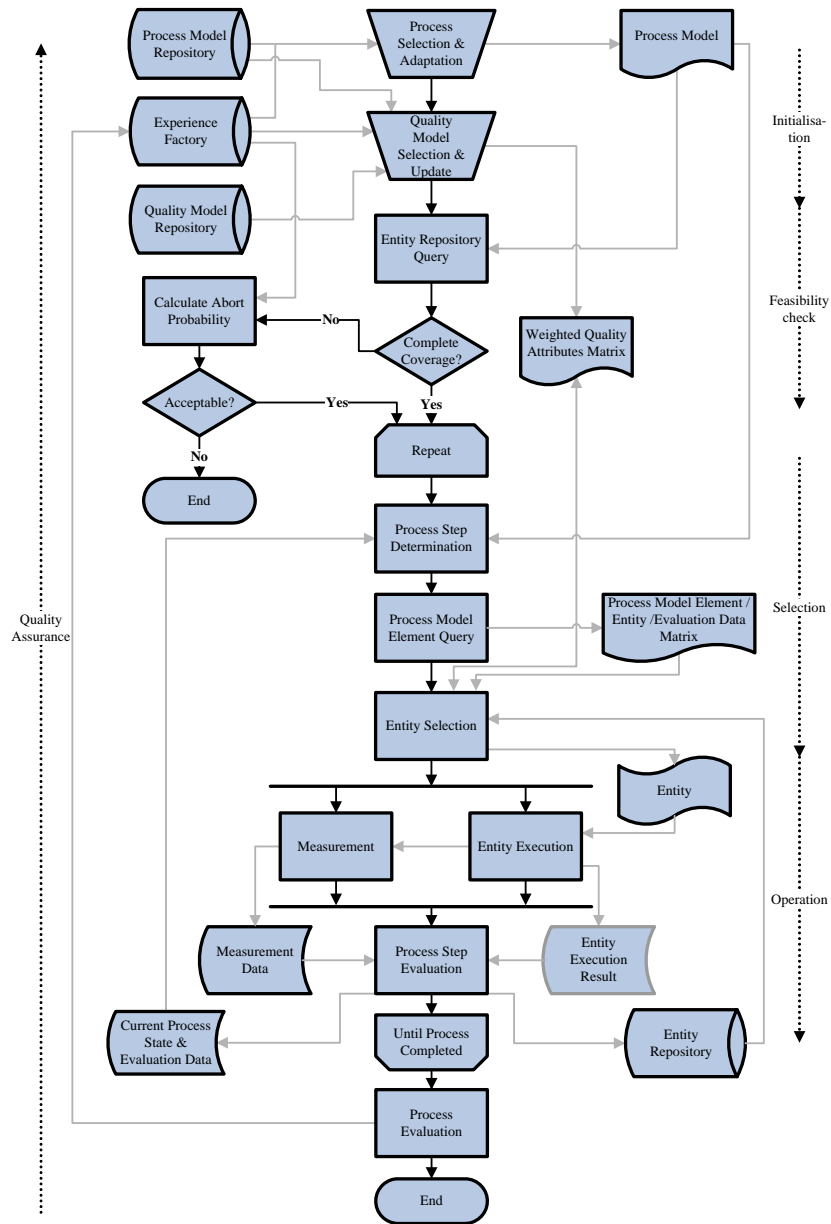 Process Model
Repository
Process
Selection &
Adaptation
Process Model
Experience
Factory
Quality
Model
Selection &
Update
Initialisa-
tion
Quality Model
Repository
Entity Repository
Query
Calculate Abort
Probability
No
Complete
Coverage?
Weighted Quality
Attributes Matrix
Feasibility
check
Acceptable?
Yes
Yes
No
Repeat
End
Process Step
Determination
Quality
Assurance
Process Model
Element Query
Process Model Element /
Entity /Evaluation Data
Matrix
Selection
Entity Selection
Entity
Measurement
Entity Execution
Operation
Measurement
Data
Process Step
Evaluation
Entity
Execution
Result
Current Process
State &
Evaluation Data
Until Process
Completed
Entity
Repository
Process
Evaluation
End